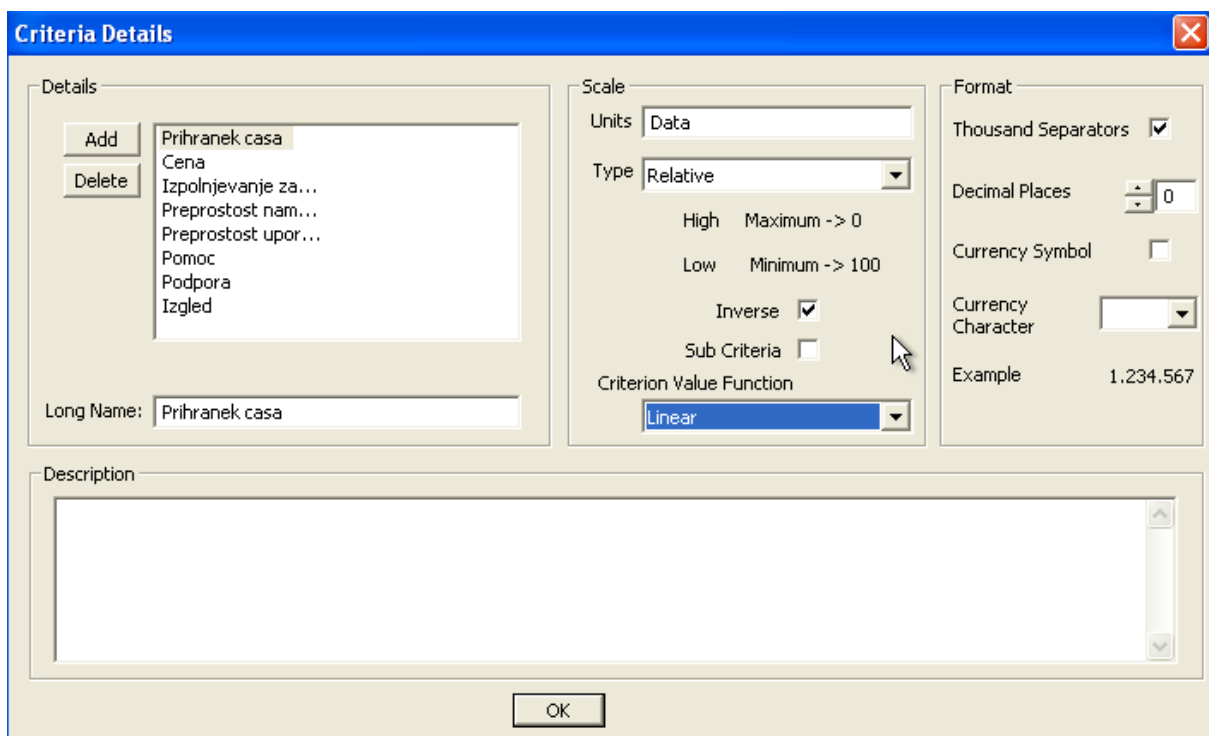 Criteria Details
Details
Add
Delete
Prihranek casa
Cena
Izpolnjevanje za...
Preprostost nam...
Preprostost upor...
Pomoc
Podpora
Izgled
Long Name: Prihranek casa
Scale
Units Data
Type Relative
High Maximum -> 0
Low Minimum -> 100
Inverse
Sub Criteria
Criterion Value Function
Linear
Format
Thousand Separators
Decimal Places 0
Currency Symbol
Currency
Character
Example 1.234.567
Description
OK